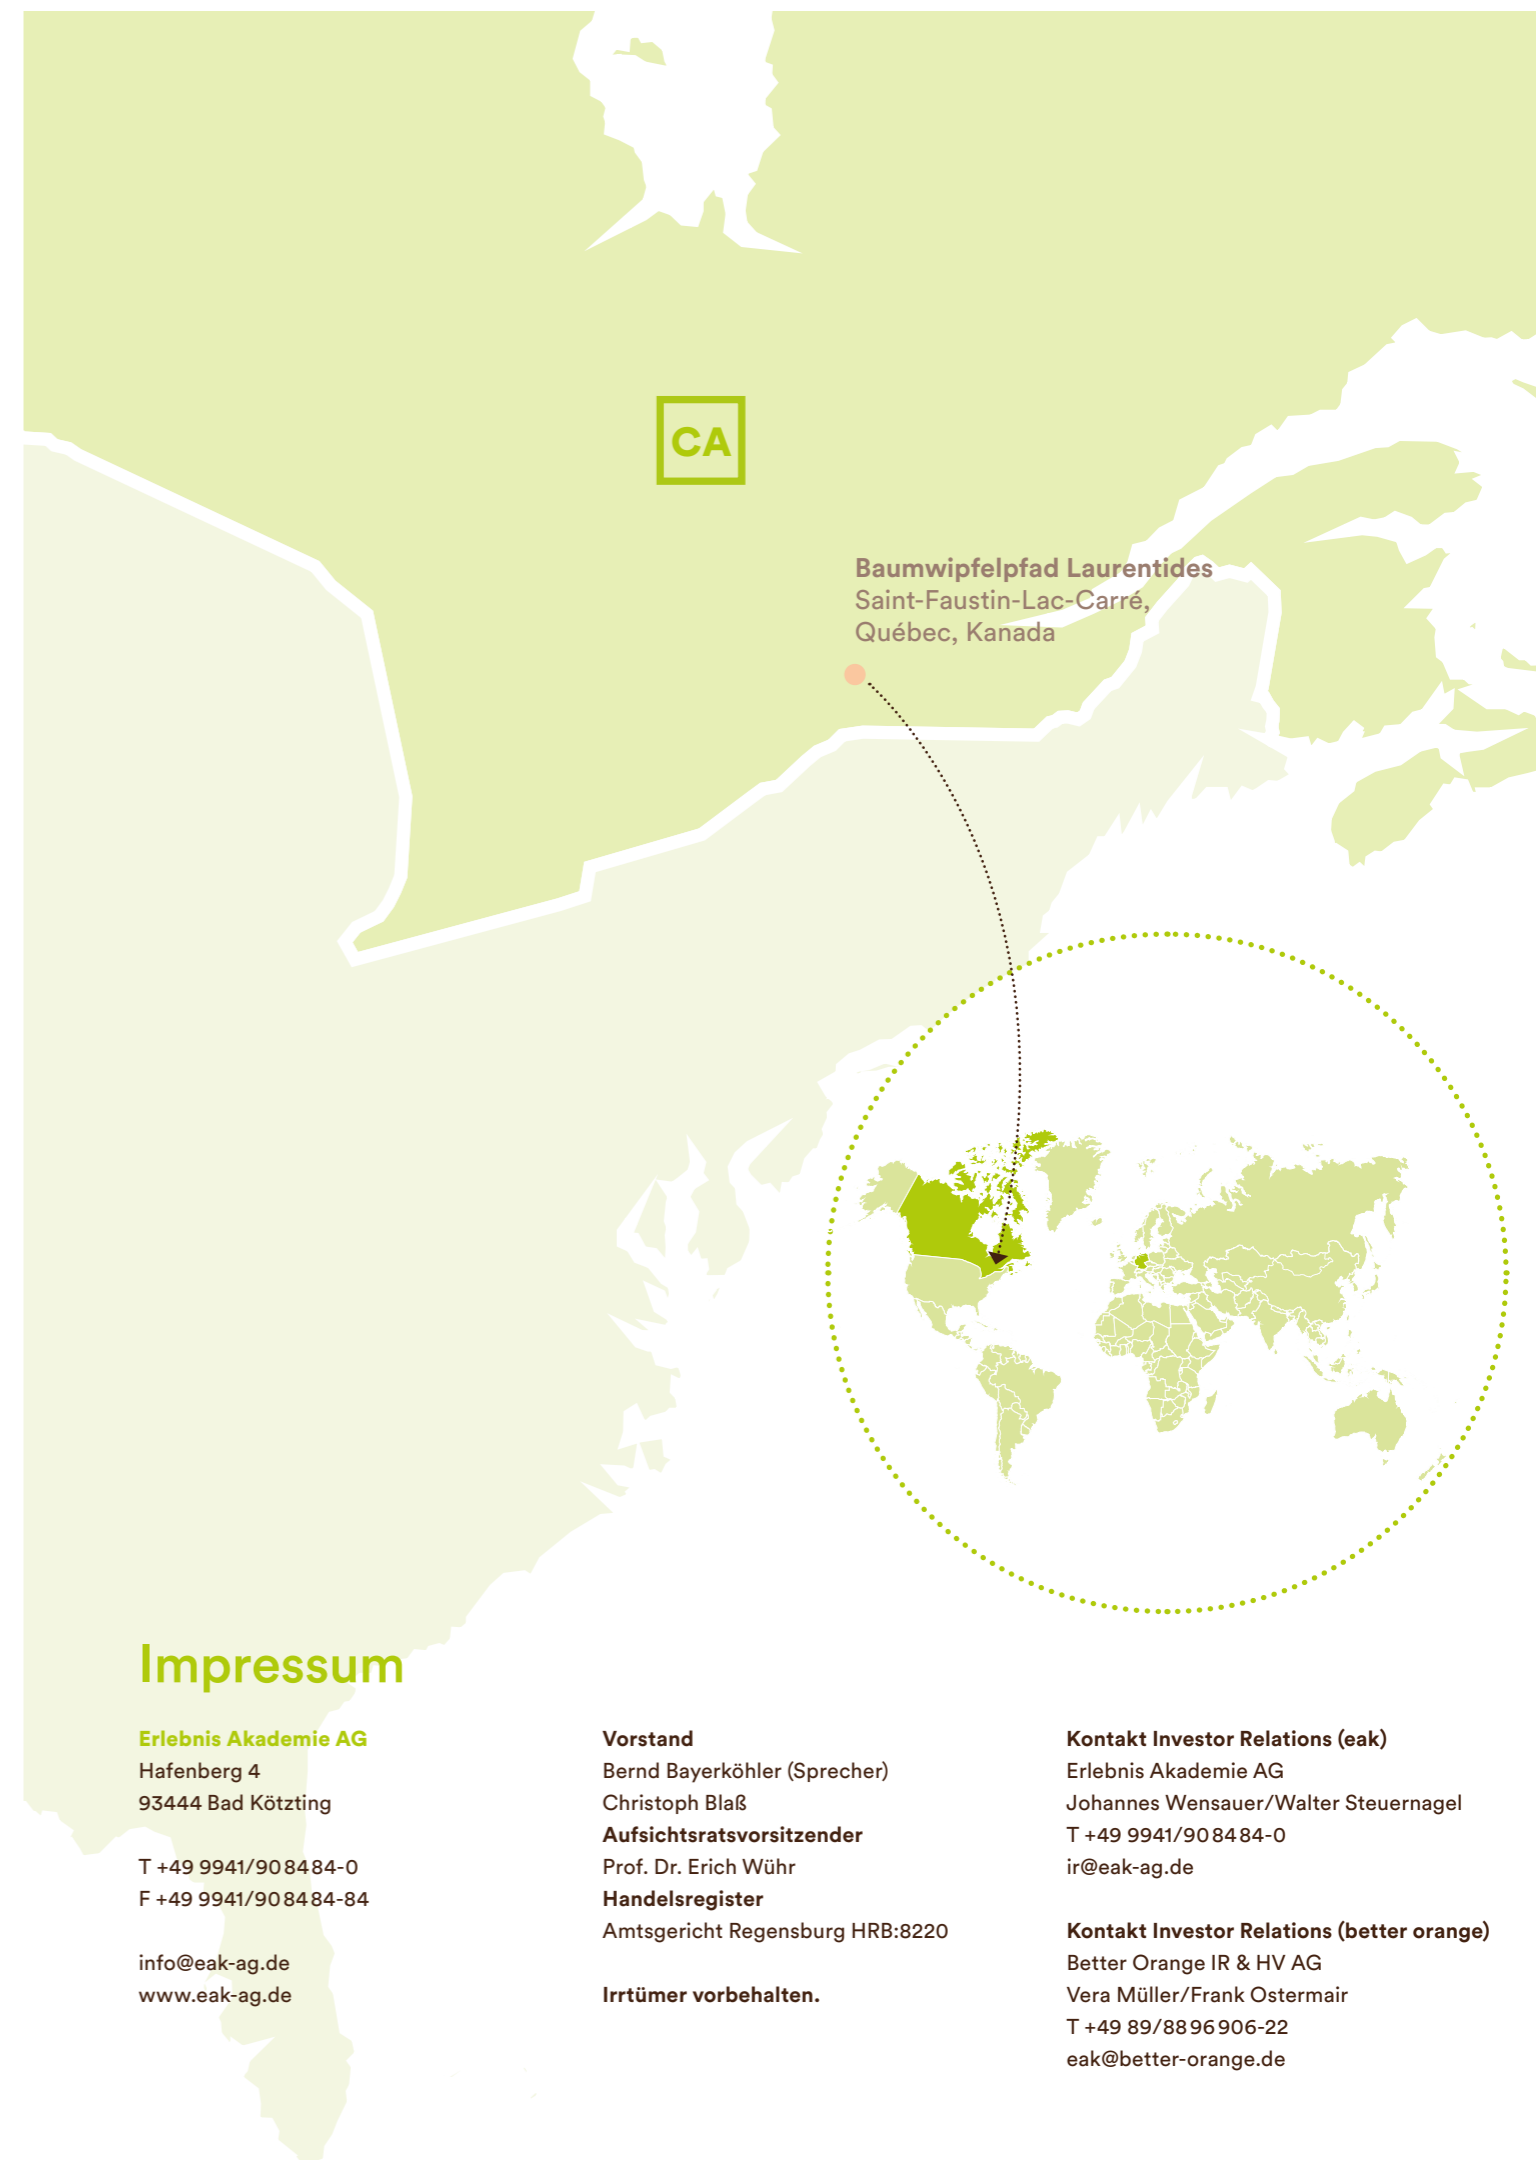 CA
Baumwipfelpfad Laurentides
Saint-Faustin-Lac-Carré,
Québec, Kanada
Impressum
Erlebnis Akademie AG
Hafenberg 4
93444 Bad Kötzting
T +49 9941/90 84 84-0
F +49 9941/90 84 84-84
info@eak-ag.de
www.eak-ag.de
Vorstand
Bernd Bayerköhler (Sprecher)
Christoph Blaß
Aufsichtsratsvorsitzender
Prof. Dr. Erich Wühr
Handelsregister
Amtsgericht Regensburg HRB:8220
Irrtümer vorbehalten.
Kontakt Investor Relations (eak)
Erlebnis Akademie AG
Johannes Wensauer/Walter Steuernagel
T +49 9941/90 84 84-0
ir@eak-ag.de
Kontakt Investor Relations (better orange)
Better Orange IR & HV AG
Vera Müller/Frank Ostermair
T +49 89/88 96 906-22
eak@better-orange.de